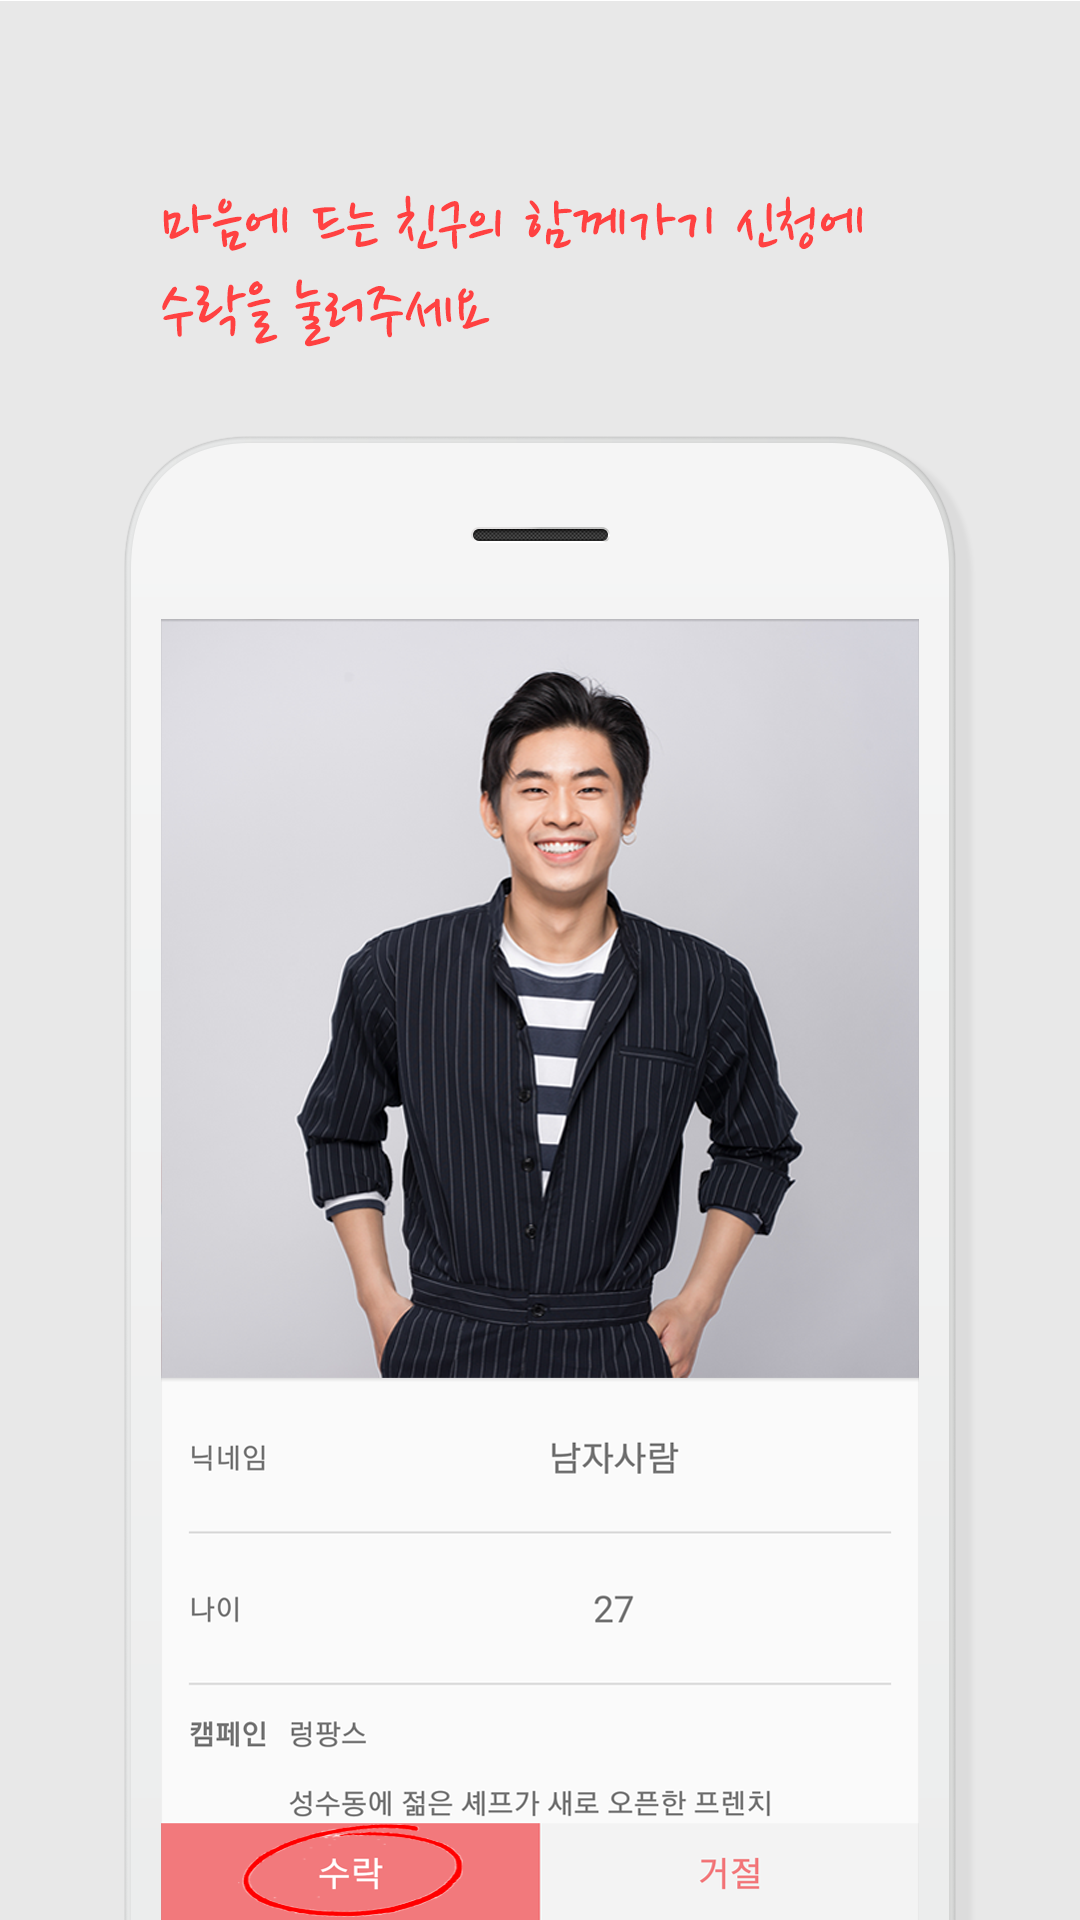 마음에 드는 친구의 함께가기 신청에
수락을 눌러주세요
닉네임 남자사람
나이 27
캠페인 렁팡스
성수동에 젊은 셰프가 새로 오픈한 프렌치
수락 거절